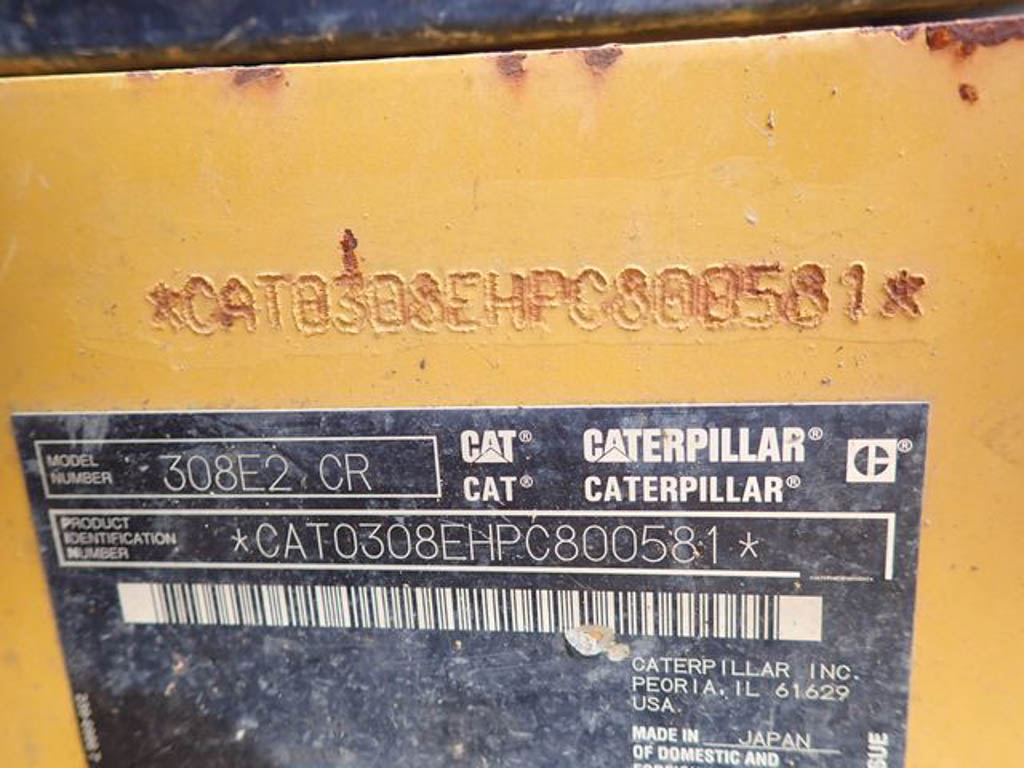 *CAT0308EHPC800581*
MODEL NUMBER 308E2 CR
CAT® CATERPILLAR® ®
CAT® CATERPILLAR®
PRODUCT IDENTIFICATION NUMBER *CAT0308EHPC800581*
CATERPILLAR INC.
PEORIA, IL 61629
USA.
MADE IN JAPAN
OF DOMESTIC AND